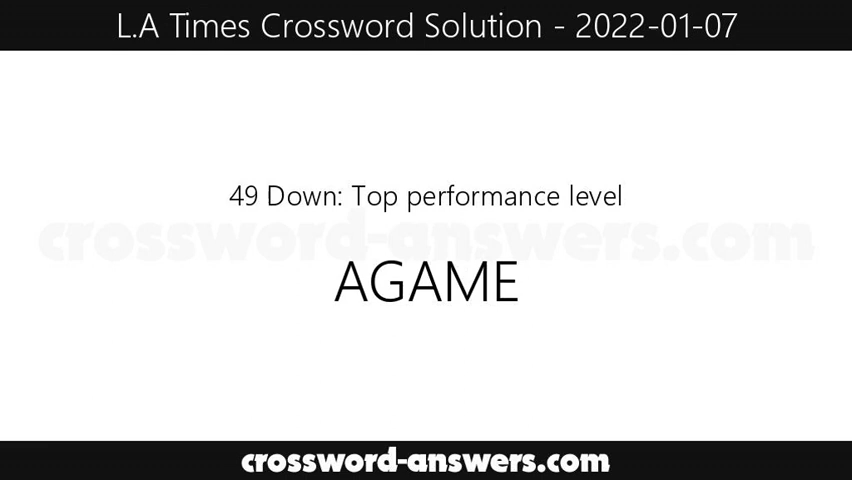 L.A Times Crossword Solution - 2022-01-07
49 Down: Top performance level
crossword-answers.com
AGAME
crossword-answers.com